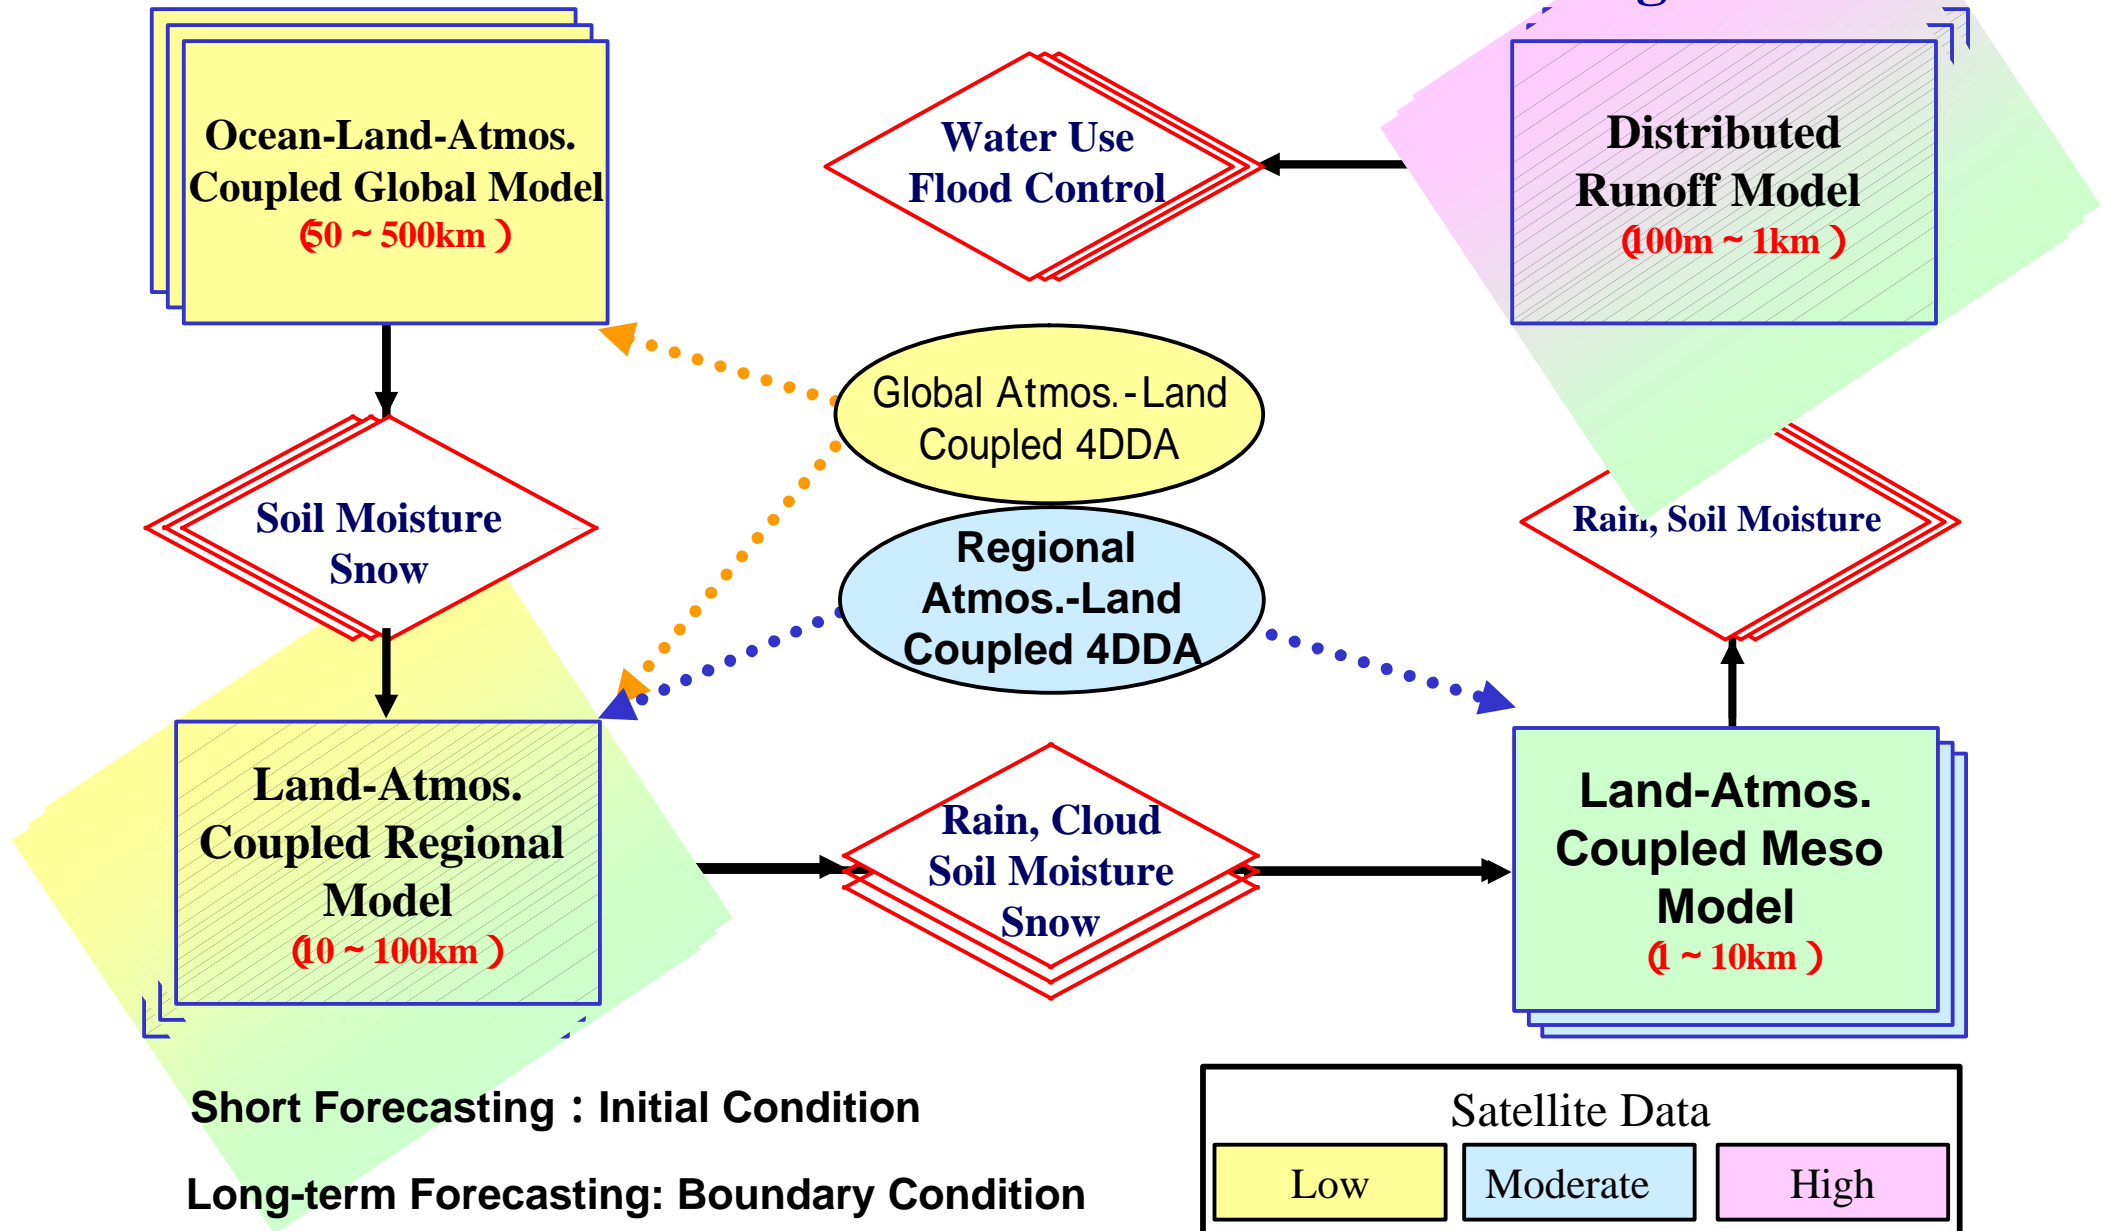 Ocean-Land-Atmos.
Coupled Global Model
(50 ~ 500km )
Water Use
Flood Control
Distributed
Runoff Model
(100m ~ 1km )
Global Atmos.-Land
Coupled 4DDA
Soil Moisture
Snow
Regional
Atmos.-Land
Coupled 4DDA
Rain, Soil Moisture
Land-Atmos.
Coupled Regional
Model
(10 ~ 100km )
Rain, Cloud
Soil Moisture
Snow
Land-Atmos.
Coupled Meso
Model
(1 ~ 10km )
Short Forecasting : Initial Condition
Long-term Forecasting: Boundary Condition
Satellite Data
Low
Moderate
High